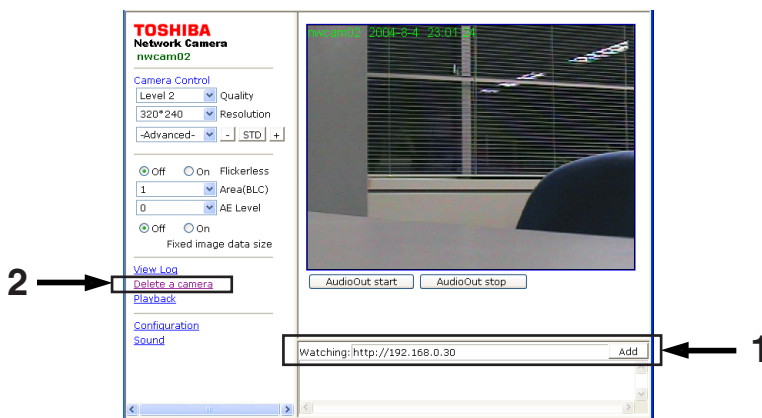 TOSHIBA
Network Camera
nwcam02
Camera Control
Level 2 Quality
320*240 Resolution
-Advanced- - STD +
Off On Flickerless
1 Area(BLC)
0 AE Level
Off On
Fixed image data size
View Log
2 Delete a camera
Playback
Configuration
Sound
nwcam02 2004-8-4 23:01:24
AudioOut start AudioOut stop
Watching: http://192.168.0.30 Add 1